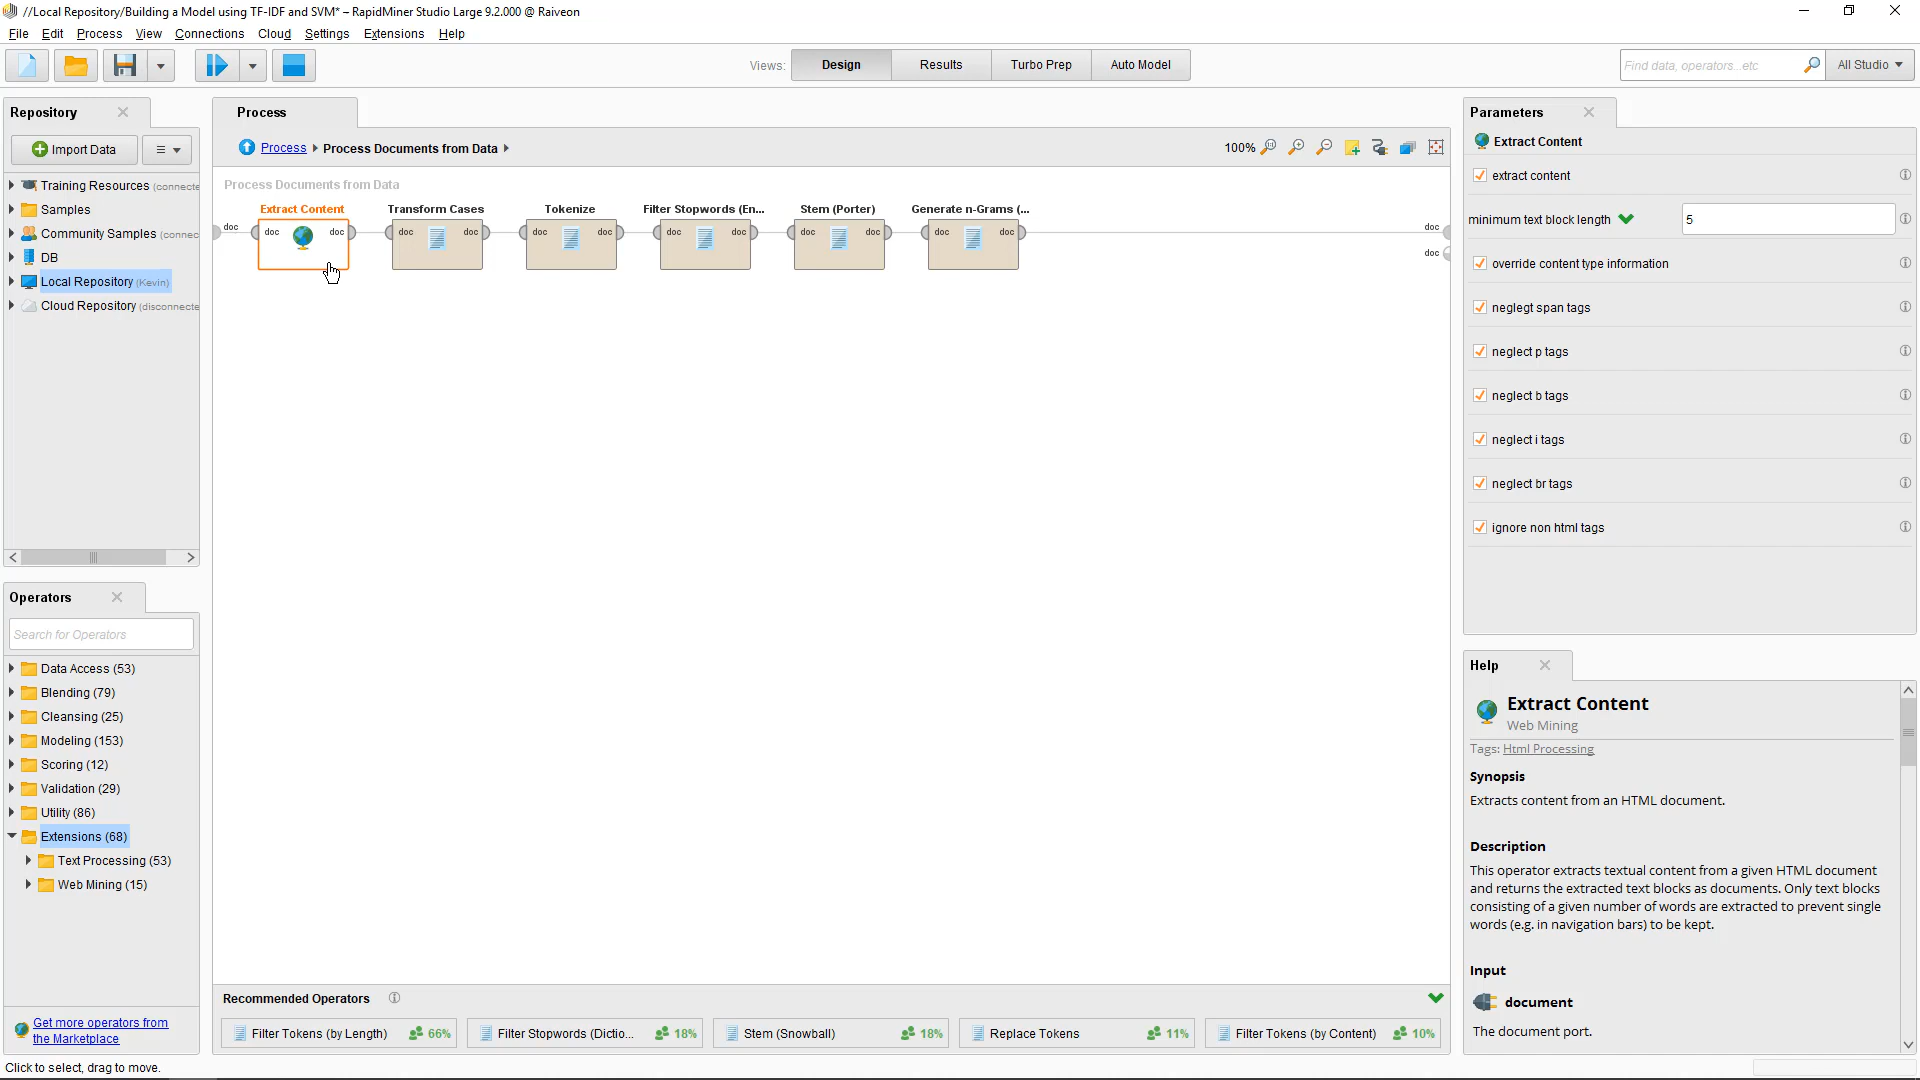 //Local Repository/Building a Model using TF-IDF and SVM* – RapidMiner Studio Large 9.2.000 @ Raiveon
File Edit Process View Connections Cloud Settings Extensions Help
Views: Design Results Turbo Prep Auto Model
Find data, operators...etc
All Studio
Repository
Import Data
Training Resources (connecte
Samples
Community Samples (connec
DB
Local Repository (Kevin)
Cloud Repository (disconnecte
Operators
Search for Operators
Data Access (53)
Blending (79)
Cleansing (25)
Modeling (153)
Scoring (12)
Validation (29)
Utility (86)
Extensions (68)
Text Processing (53)
Web Mining (15)
Get more operators from
the Marketplace
Click to select, drag to move.
Process
Process Process Documents from Data
100%
Process Documents from Data
Extract Content Transform Cases Tokenize Filter Stopwords (En... Stem (Porter) Generate n-Grams (...
doc doc doc doc doc doc doc doc doc doc doc doc doc doc
doc
Recommended Operators
Filter Tokens (by Length) 66% Filter Stopwords (Dictio... 18% Stem (Snowball) 18% Replace Tokens 11% Filter Tokens (by Content) 10%
Parameters
Extract Content
extract content
minimum text block length 5
override content type information
neglegt span tags
neglect p tags
neglect b tags
neglect i tags
neglect br tags
ignore non html tags
Help
Extract Content
Web Mining
Tags: Html Processing
Synopsis
Extracts content from an HTML document.
Description
This operator extracts textual content from a given HTML document
and returns the extracted text blocks as documents. Only text blocks
consisting of a given number of words are extracted to prevent single
words (e.g. in navigation bars) to be kept.
Input
document
The document port.